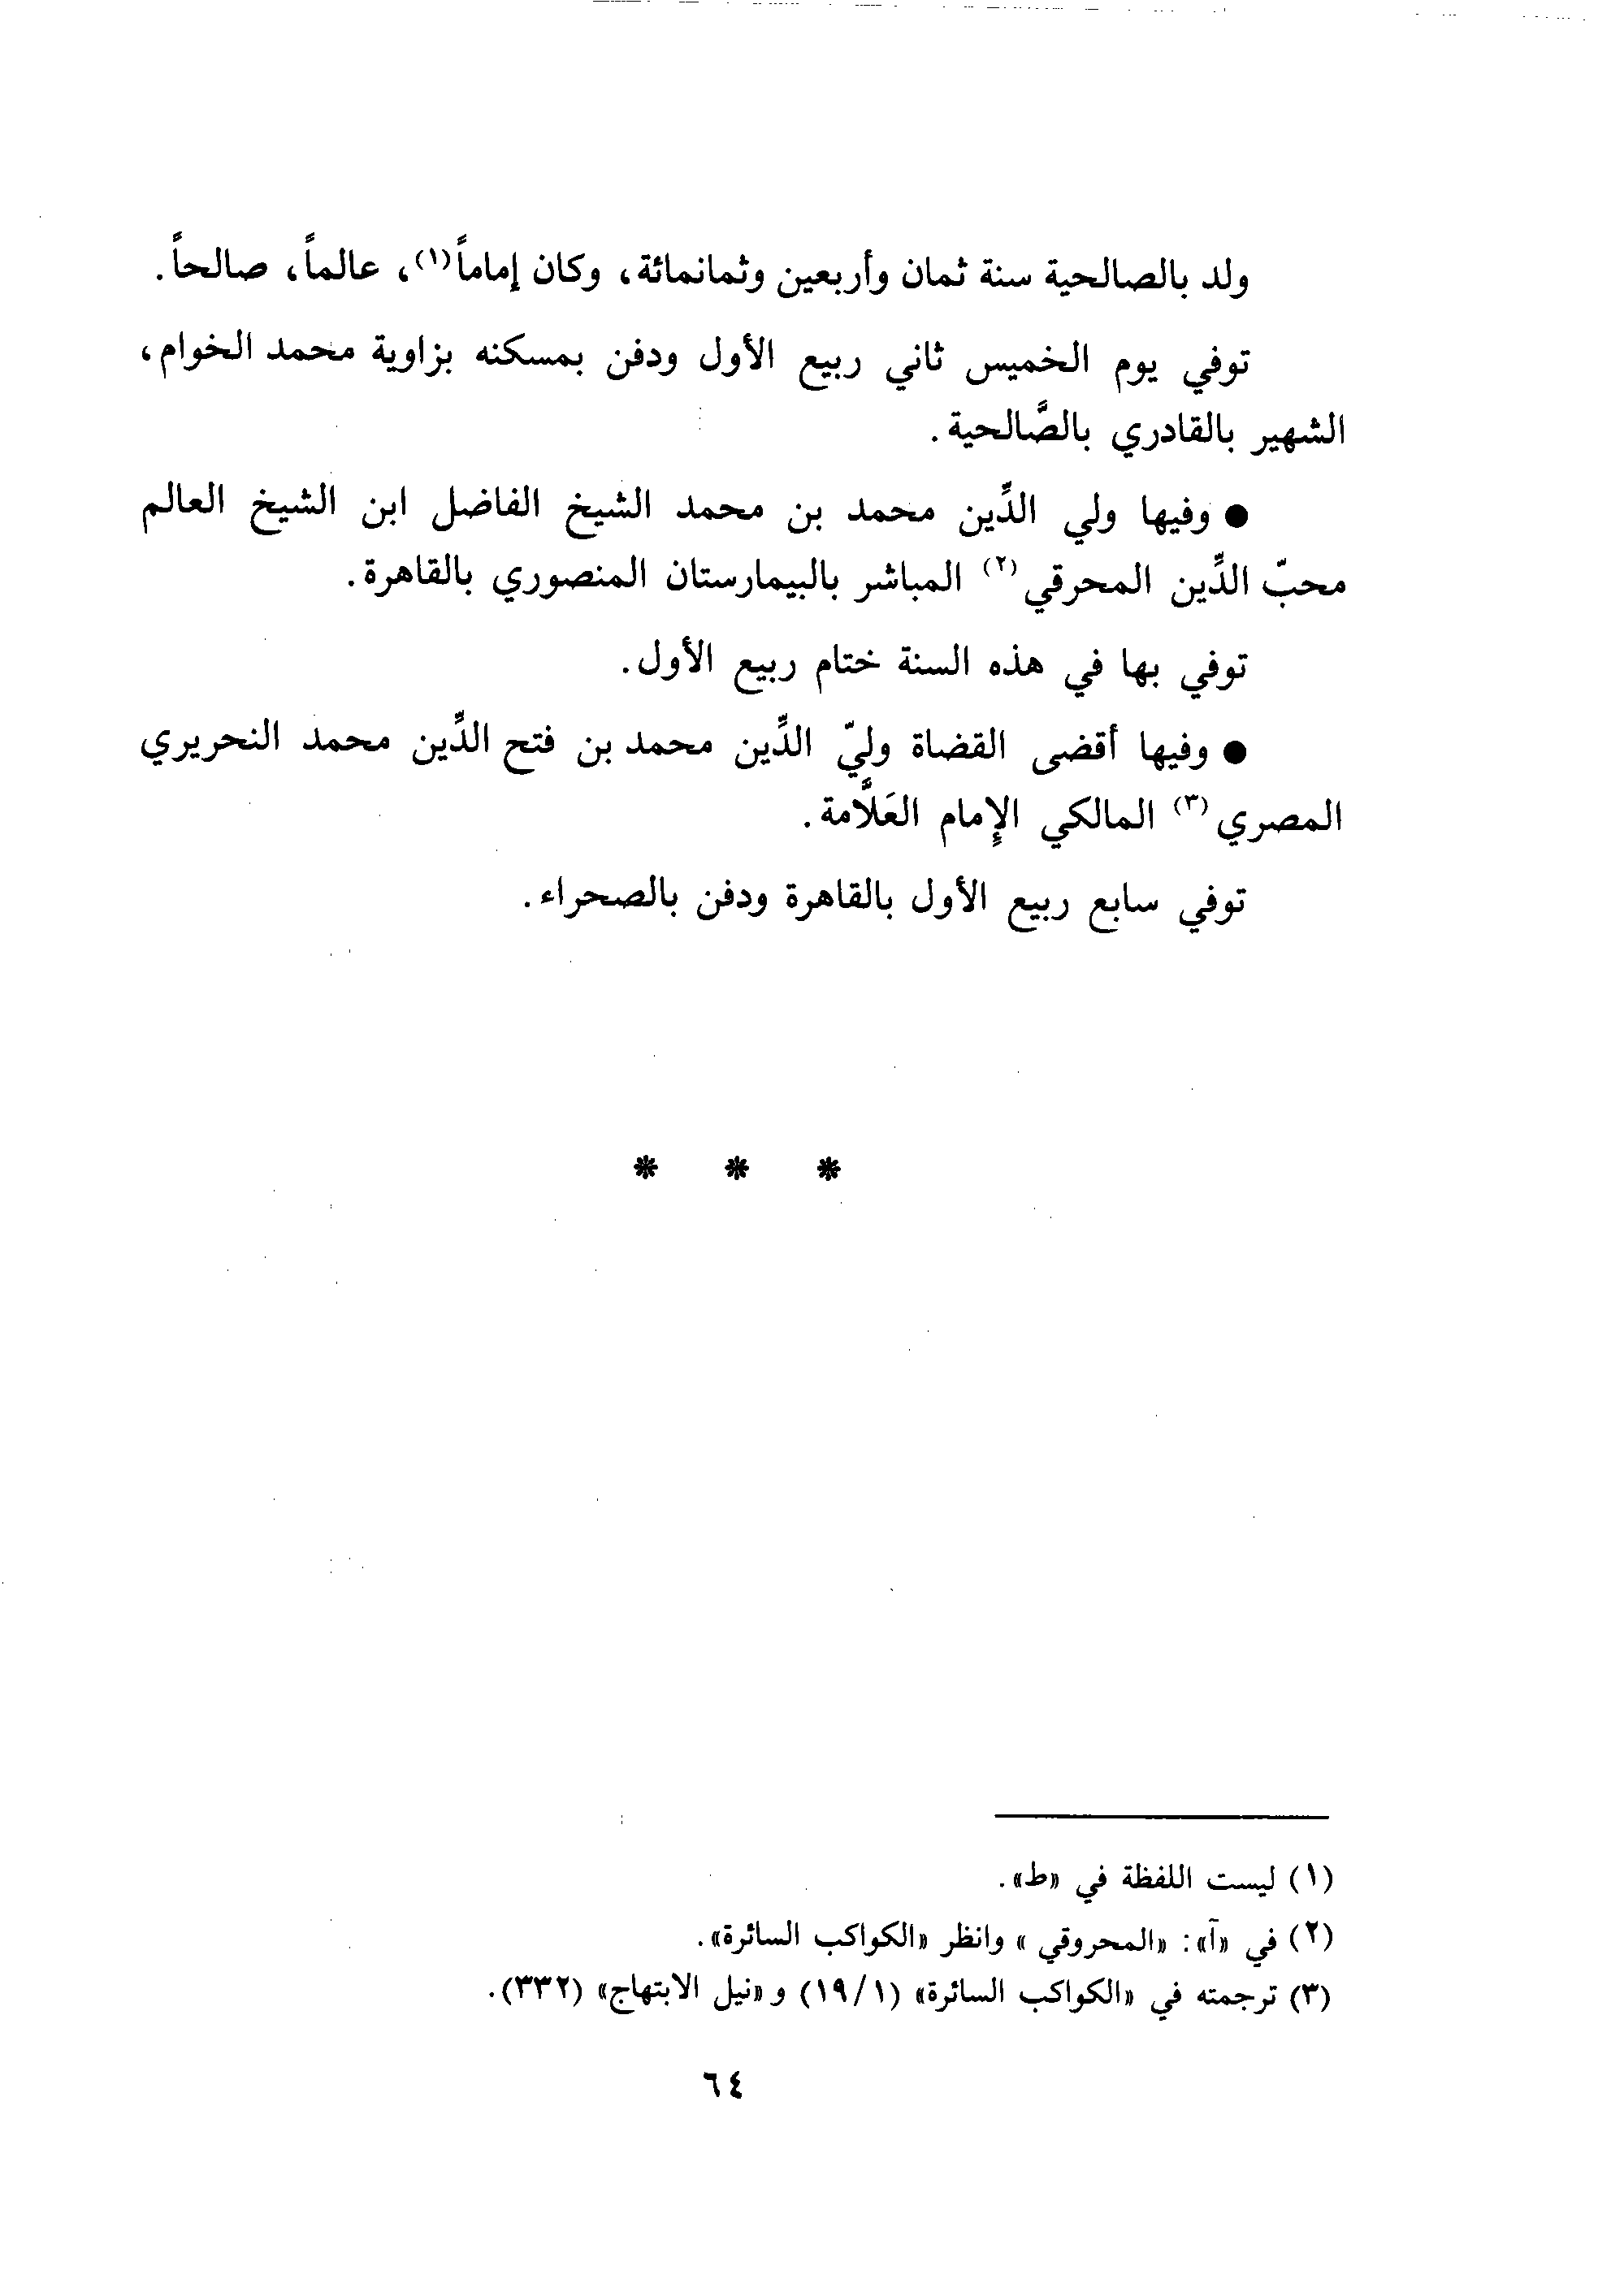 ولد بالصالحية سنة ثمان وأربعين وثمانمائة، وكان إماماً(١)، عالماً، صالحاً.
توفي يوم الخميس ثاني ربيع الأول ودفن بمسكنه بزاوية محمد الخوام،
الشهير بالقادري بالصَّالحية.
● وفيها ولي الدِّين محمد بن محمد الشيخ الفاضل ابن الشيخ العالم
محبّ الدِّين المحرقي(٢) المباشر بالبيمارستان المنصوري بالقاهرة.
توفي بها في هذه السنة ختام ربيع الأول.
● وفيها أقضى القضاة وليّ الدِّين محمد بن فتح الدِّين محمد النحريري
المصري(٣) المالكي الإمام العَلَّامة.
توفي سابع ربيع الأول بالقاهرة ودفن بالصحراء.
* * *
(١) ليست اللفظة في «ط».
(٢) في «آ»: «المحروقي» وانظر «الكواكب السائرة».
(٣) ترجمته في «الكواكب السائرة» (١٩/١) و«نيل الابتهاج» (٣٣٢).
٦٤